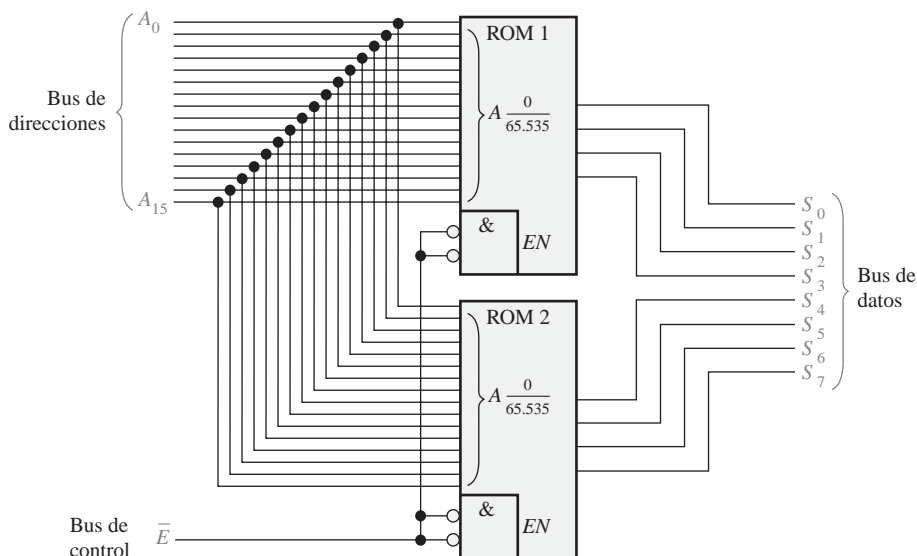 A0
Bus de
direcciones
A15
ROM 1
A 0/65.535
&
EN
ROM 2
A 0/65.535
&
EN
S0
S1
S2
S3
S4
S5
S6
S7
Bus de
datos
Bus de
control
E̅